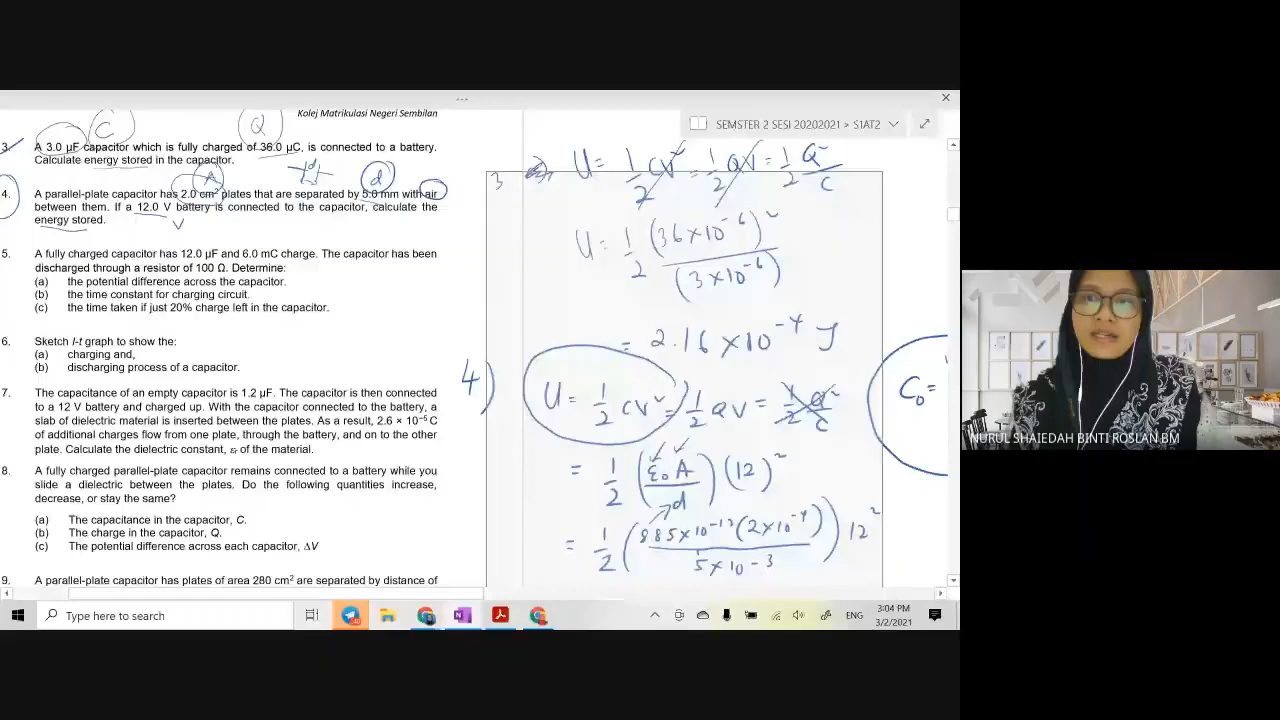 Kolej Matrikulasi Negeri Sembilan
SEMSTER 2 SESI 20202021 > S1AT2
C
Q
3. A 3.0 µF capacitor which is fully charged of 36.0 µC, is connected to a battery.
Calculate energy stored in the capacitor.
d
A
d
4. A parallel-plate capacitor has 2.0 cm² plates that are separated by 5.0 mm with air
between them. If a 12.0 V battery is connected to the capacitor, calculate the
energy stored.
V
5. A fully charged capacitor has 12.0 µF and 6.0 mC charge. The capacitor has been
discharged through a resistor of 100 Ω. Determine:
(a) the potential difference across the capacitor.
(b) the time constant for charging circuit.
(c) the time taken if just 20% charge left in the capacitor.
6. Sketch I-t graph to show the:
(a) charging and,
(b) discharging process of a capacitor.
7. The capacitance of an empty capacitor is 1.2 µF. The capacitor is then connected
to a 12 V battery and charged up. With the capacitor connected to the battery, a
slab of dielectric material is inserted between the plates. As a result, 2.6 × 10⁻⁵ C
of additional charges flow from one plate, through the battery, and on to the other
plate. Calculate the dielectric constant, εr of the material.
8. A fully charged parallel-plate capacitor remains connected to a battery while you
slide a dielectric between the plates. Do the following quantities increase,
decrease, or stay the same?
(a) The capacitance in the capacitor, C.
(b) The charge in the capacitor, Q.
(c) The potential difference across each capacitor, ΔV
9. A parallel-plate capacitor has plates of area 280 cm² are separated by distance of
3 U = 1/2 CV² = 1/2 QV = 1/2 Q²/C
U = 1/2 (36×10⁻⁶)²/(3×10⁻⁶)
= 2.16×10⁻⁴ J
4) U = 1/2 CV² = 1/2 QV = 1/2 Q²/C
= 1/2 (ε₀A/d) (12)²
= 1/2 (8.85×10⁻¹² (2×10⁻⁴)/5×10⁻³) 12²
C₀ =
NURUL SHAIEDAH BINTI ROSLAN BM
Type here to search
ENG
3:04 PM
3/2/2021